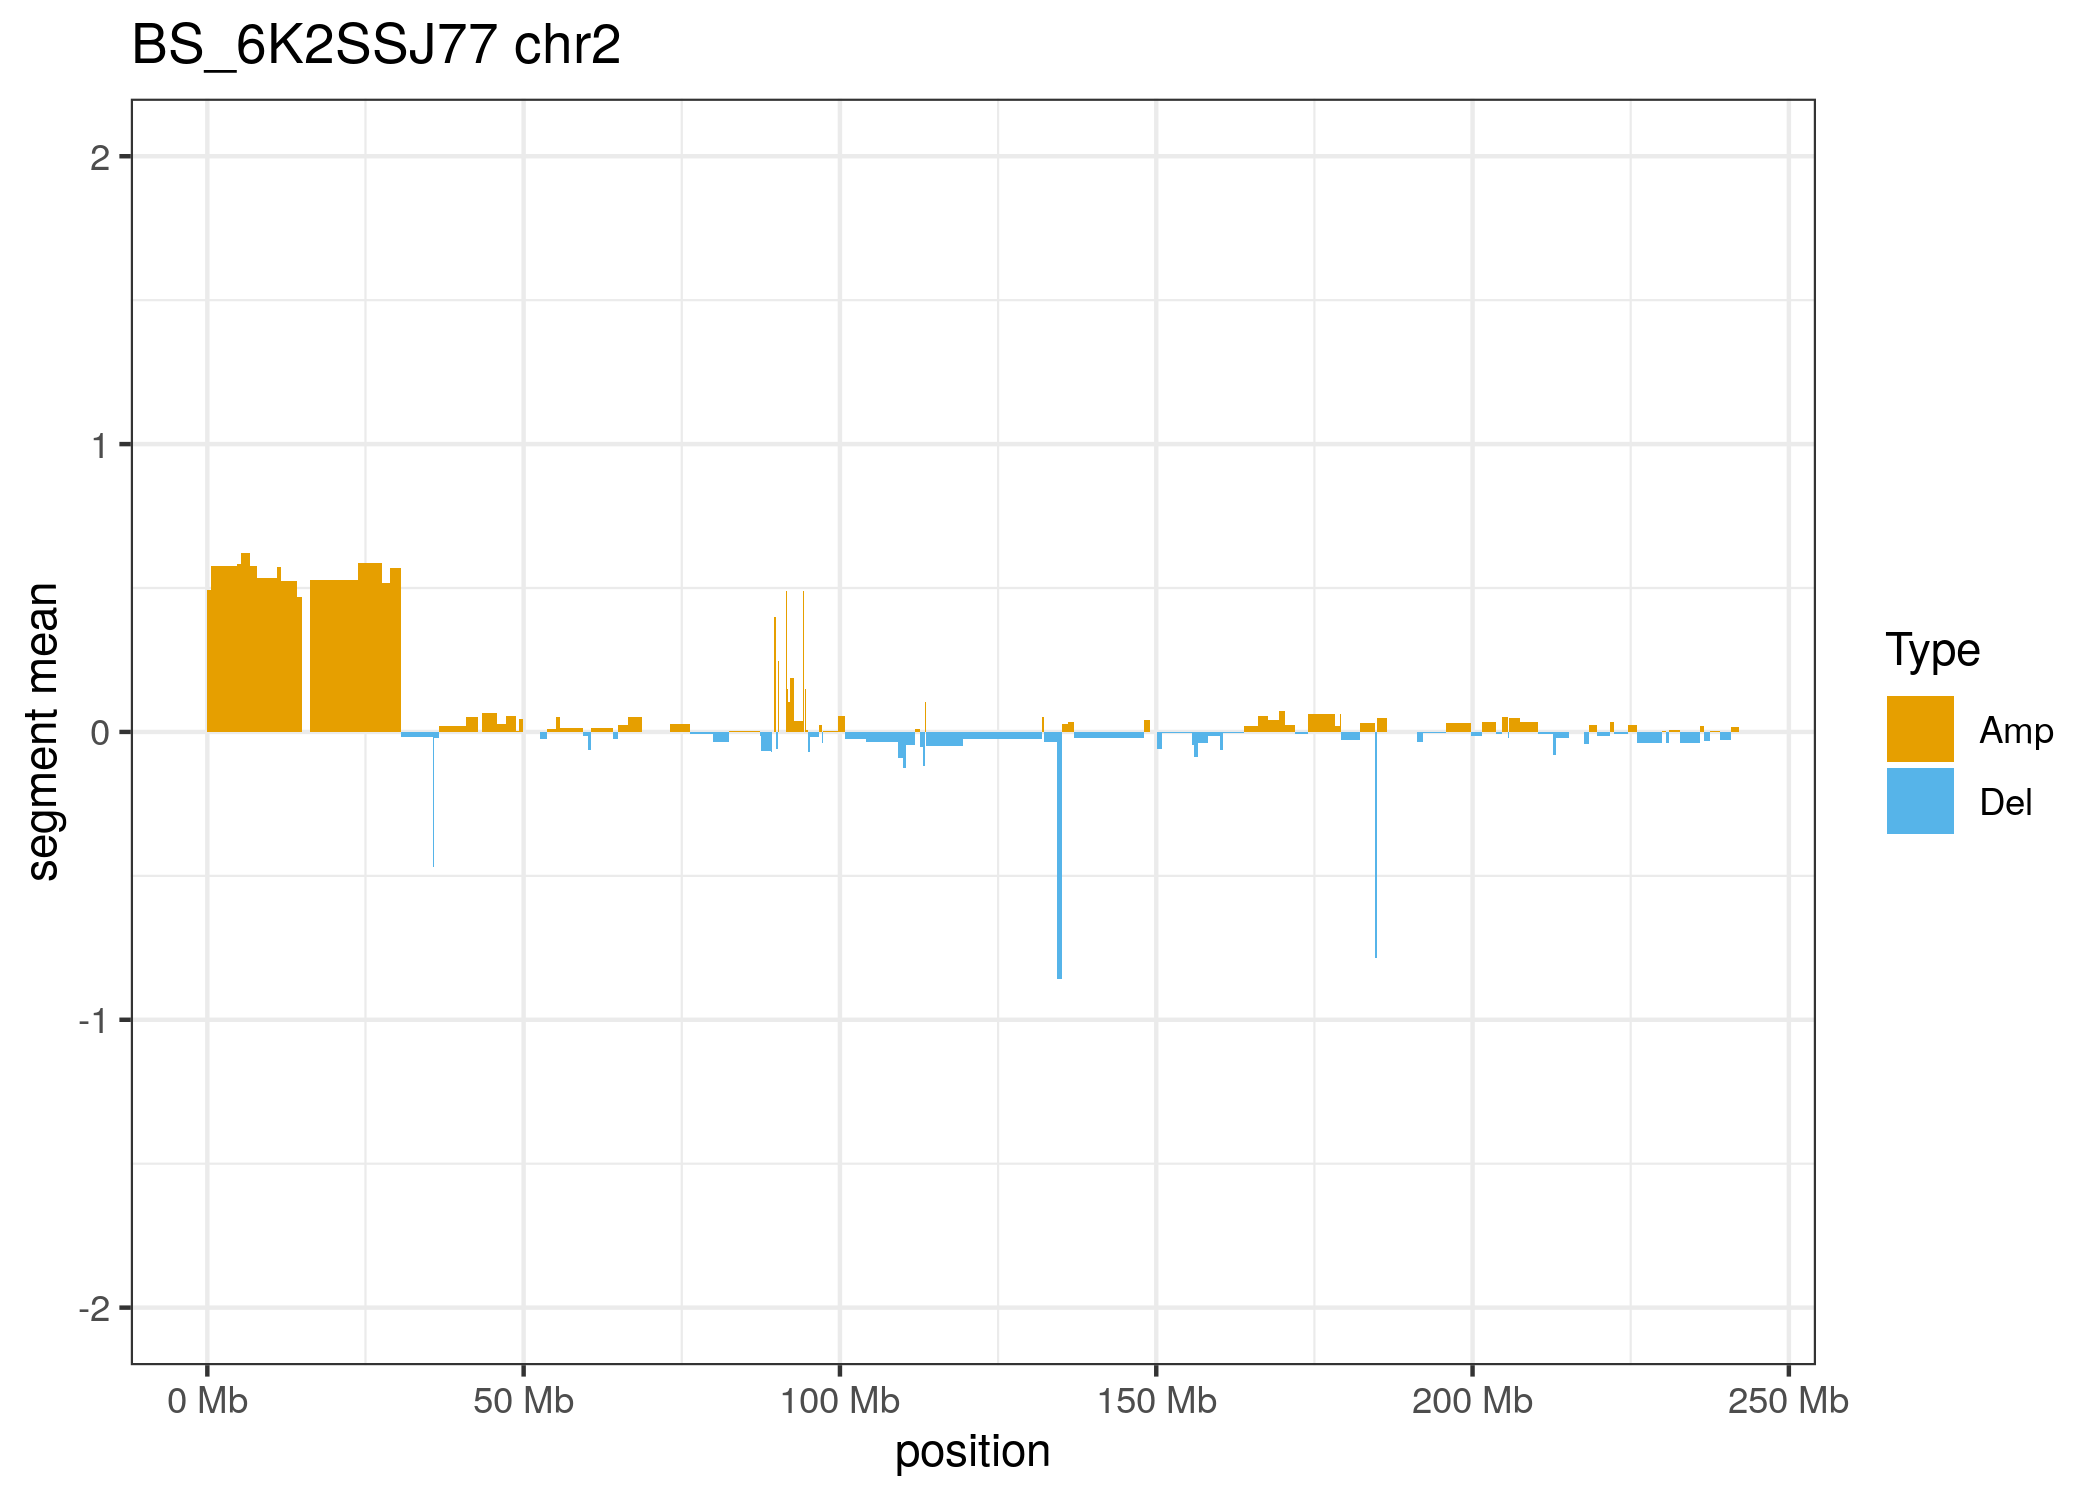 BS_6K2SSJ77 chr2
segment mean
2
1
0
-1
-2
0 Mb
50 Mb
100 Mb
150 Mb
200 Mb
250 Mb
position
Type
Amp
Del